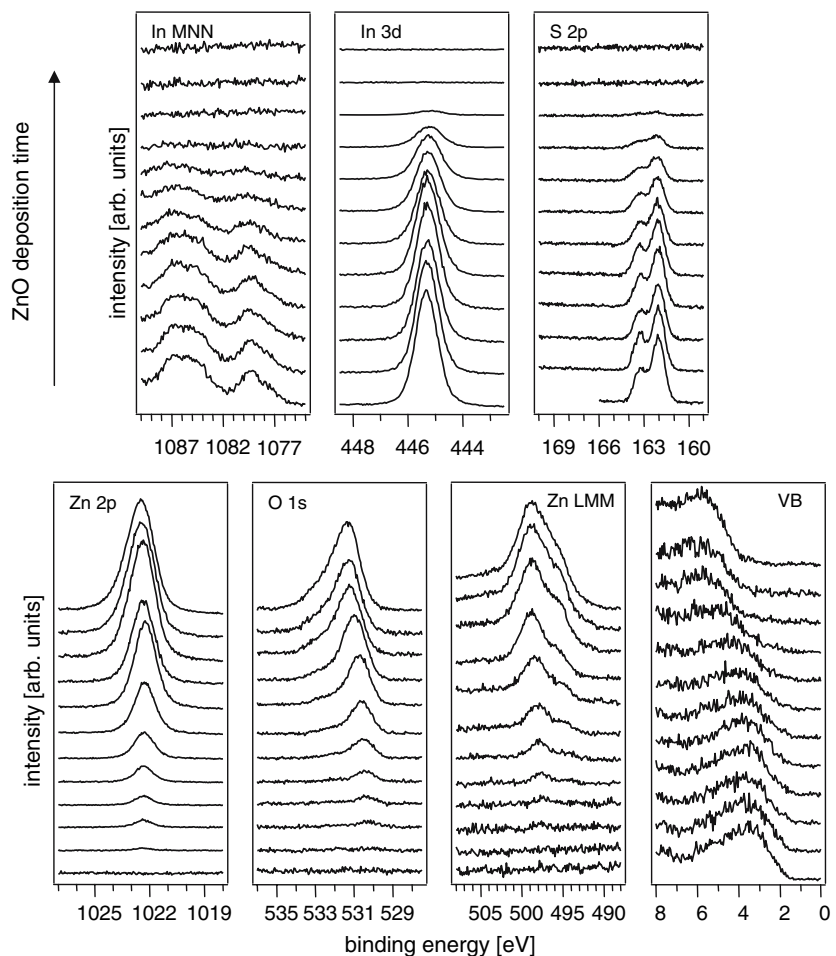 In MNN
In 3d
S 2p
ZnO deposition time
intensity [arb. units]
1087 1082 1077
448 446 444
169 166 163 160
Zn 2p
O 1s
Zn LMM
VB
intensity [arb. units]
1025 1022 1019
535 533 531 529
505 500 495 490
8 6 4 2 0
binding energy [eV]